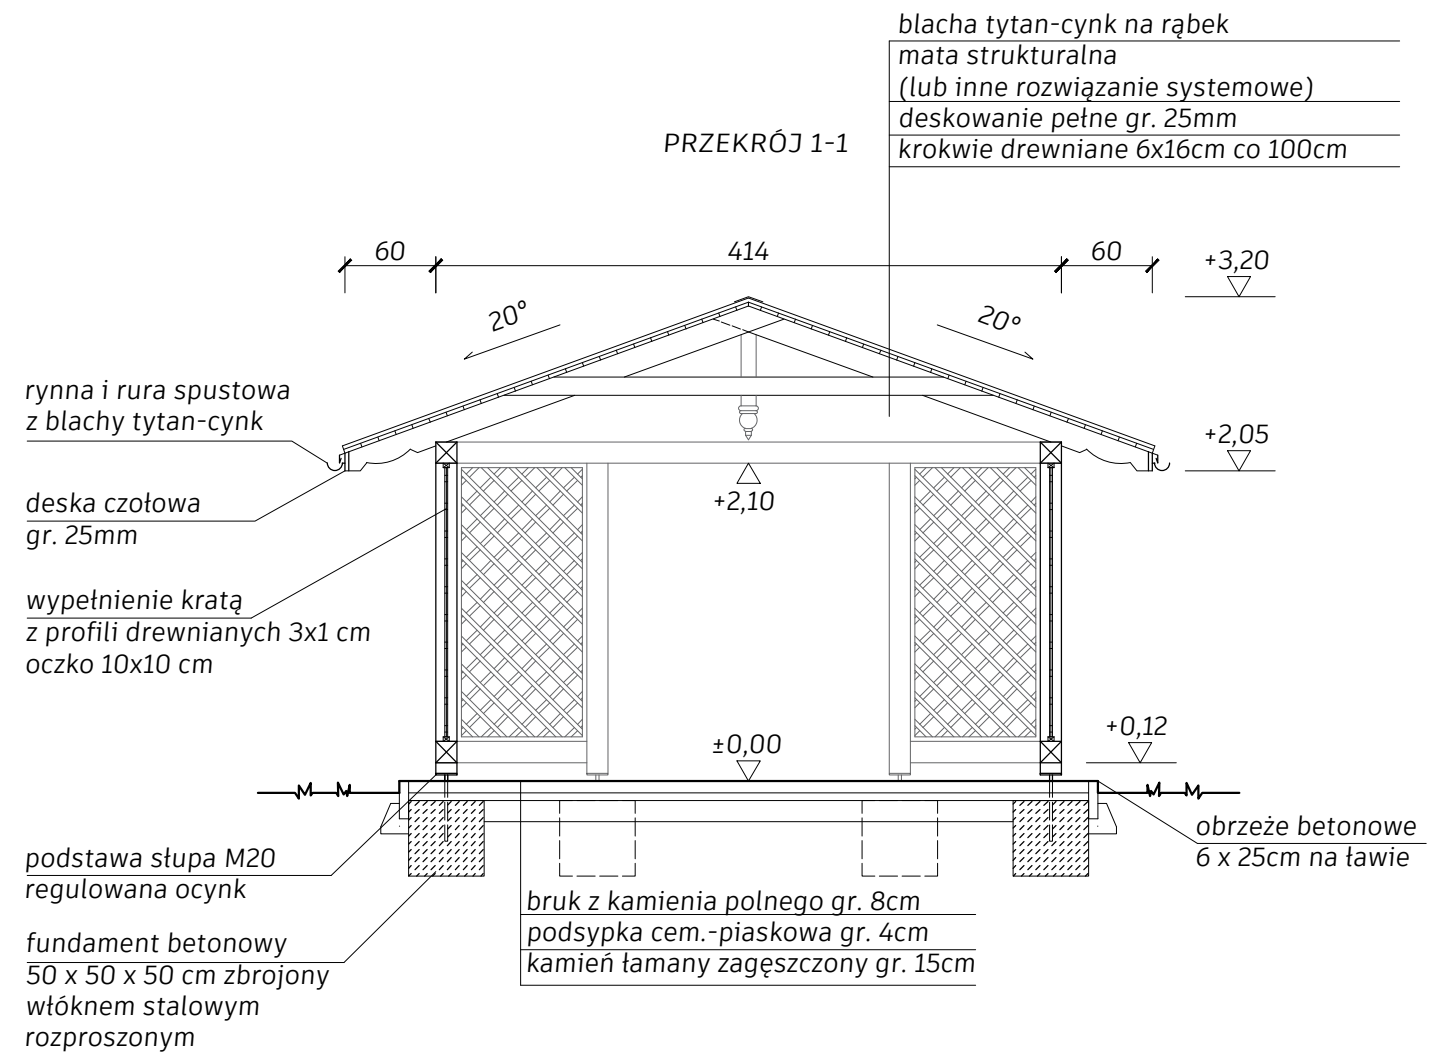 blacha tytan-cynk na rąbek
mata strukturalna
(lub inne rozwiązanie systemowe)
deskowanie pełne gr. 25mm
krokwie drewniane 6x16cm co 100cm
PRZEKRÓJ 1-1
60
414
60
+3,20
20°
20°
rynna i rura spustowa
z blachy tytan-cynk
+2,05
deska czołowa
gr. 25mm
+2,10
wypełnienie kratą
z profili drewnianych 3x1 cm
oczko 10x10 cm
+0,12
±0,00
obrzeże betonowe
6 x 25cm na ławie
podstawa słupa M20
regulowana ocynk
bruk z kamienia polnego gr. 8cm
podsypka cem.-piaskowa gr. 4cm
kamień łamany zagęszczony gr. 15cm
fundament betonowy
50 x 50 x 50 cm zbrojony
włóknem stalowym
rozproszonym